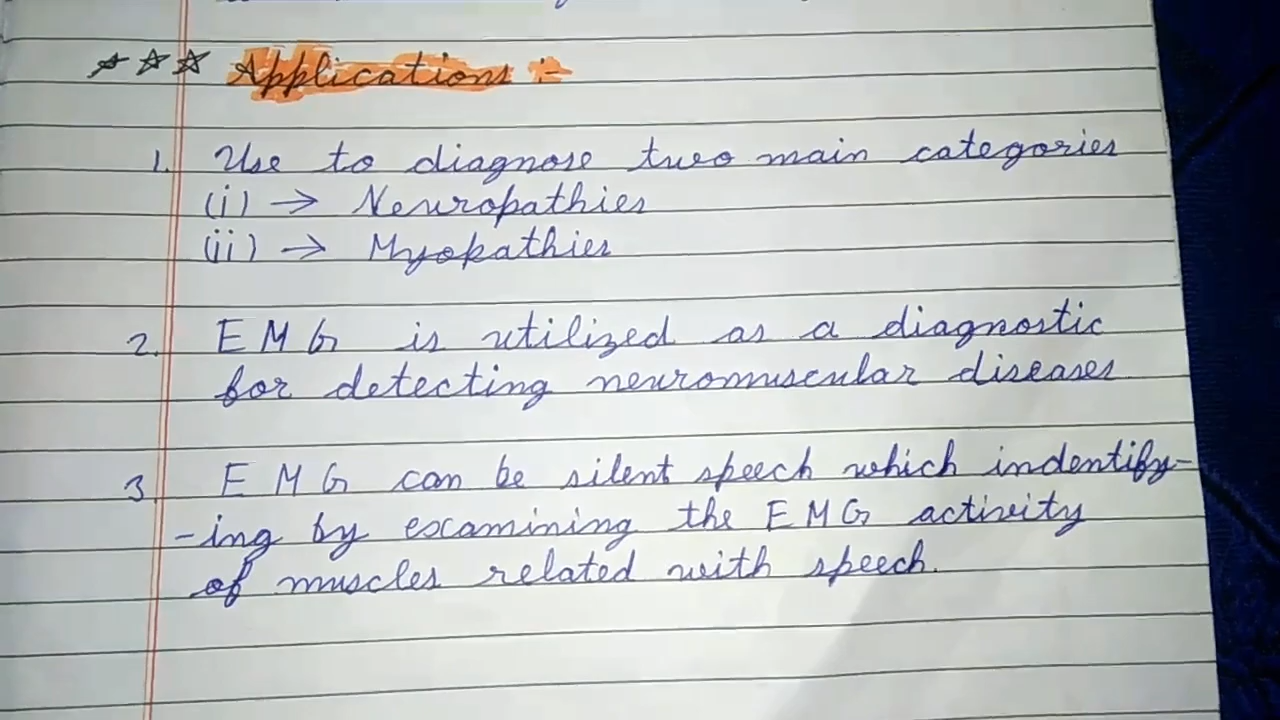 Applications :-
1. Use to diagnose two main categories
(i) → Neuropathies
(ii) → Myopathies
2. EMG is utilized as a diagnostic
for detecting neuromuscular diseases
3. EMG can be silent speech which indentify-
-ing by examining the EMG activity
of muscles related with speech.